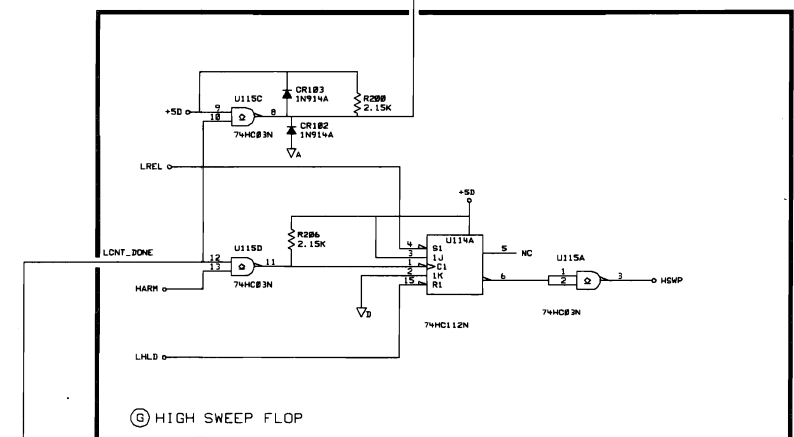 U115C
CR103
1N914A
R200
2.15K
+5D
9
10
8
Ω
74HC03N
CR102
1N914A
A
LREL
+5D
U114A
R206
2.15K
4
S1
3
1J
1
C1
2
1K
15
R1
5
NC
6
LCNT_DONE
U115D
12
13
11
Ω
HARM
74HC03N
D
U115A
1
2
3
Ω
HSWP
74HC03N
74HC112N
LHLD
G HIGH SWEEP FLOP